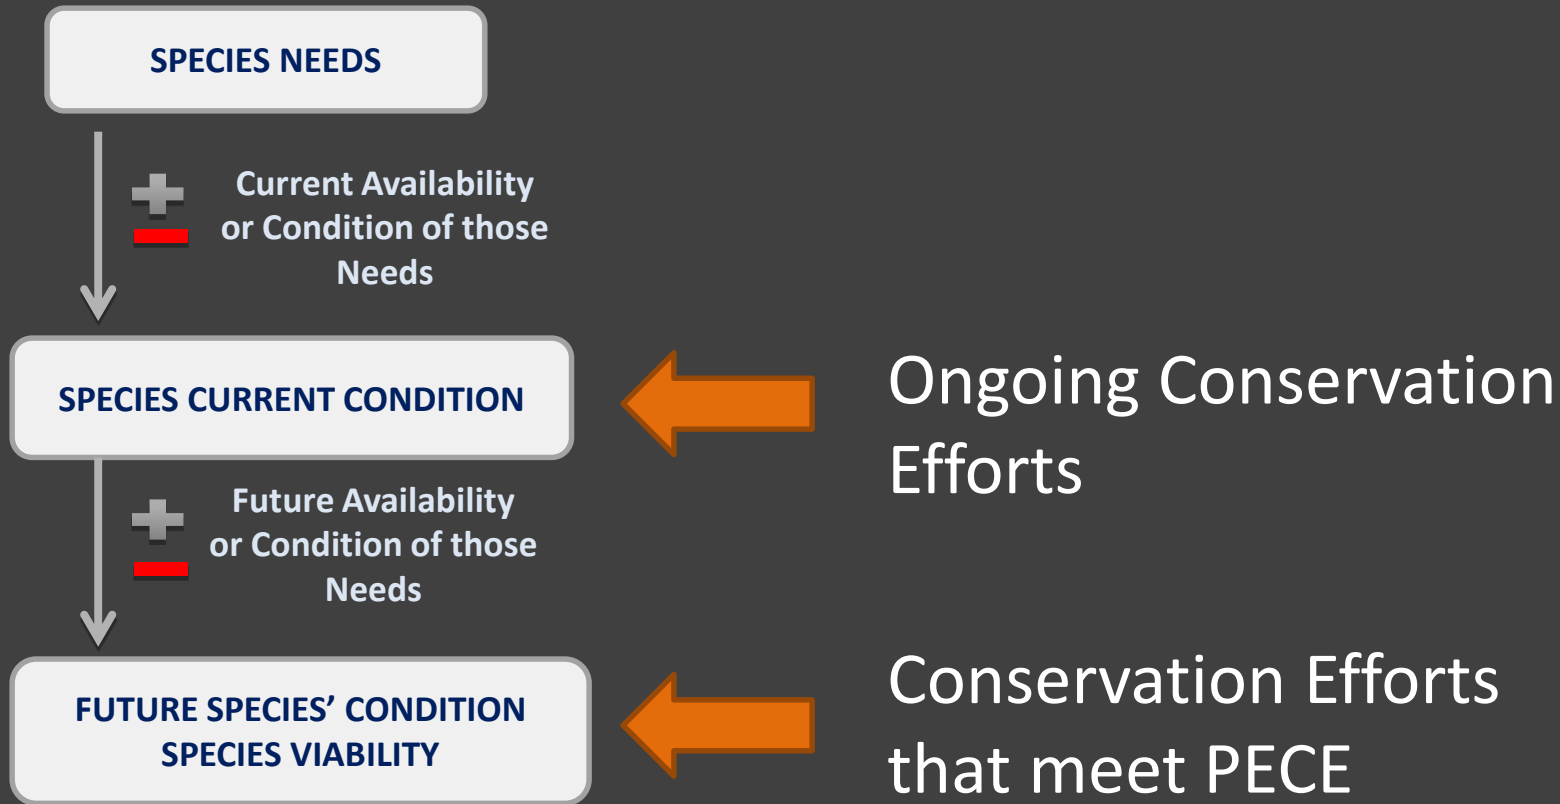 SPECIES NEEDS
Current Availability
or Condition of those
Needs
SPECIES CURRENT CONDITION
Ongoing Conservation
Efforts
Future Availability
or Condition of those
Needs
FUTURE SPECIES’ CONDITION
SPECIES VIABILITY
Conservation Efforts
that meet PECE